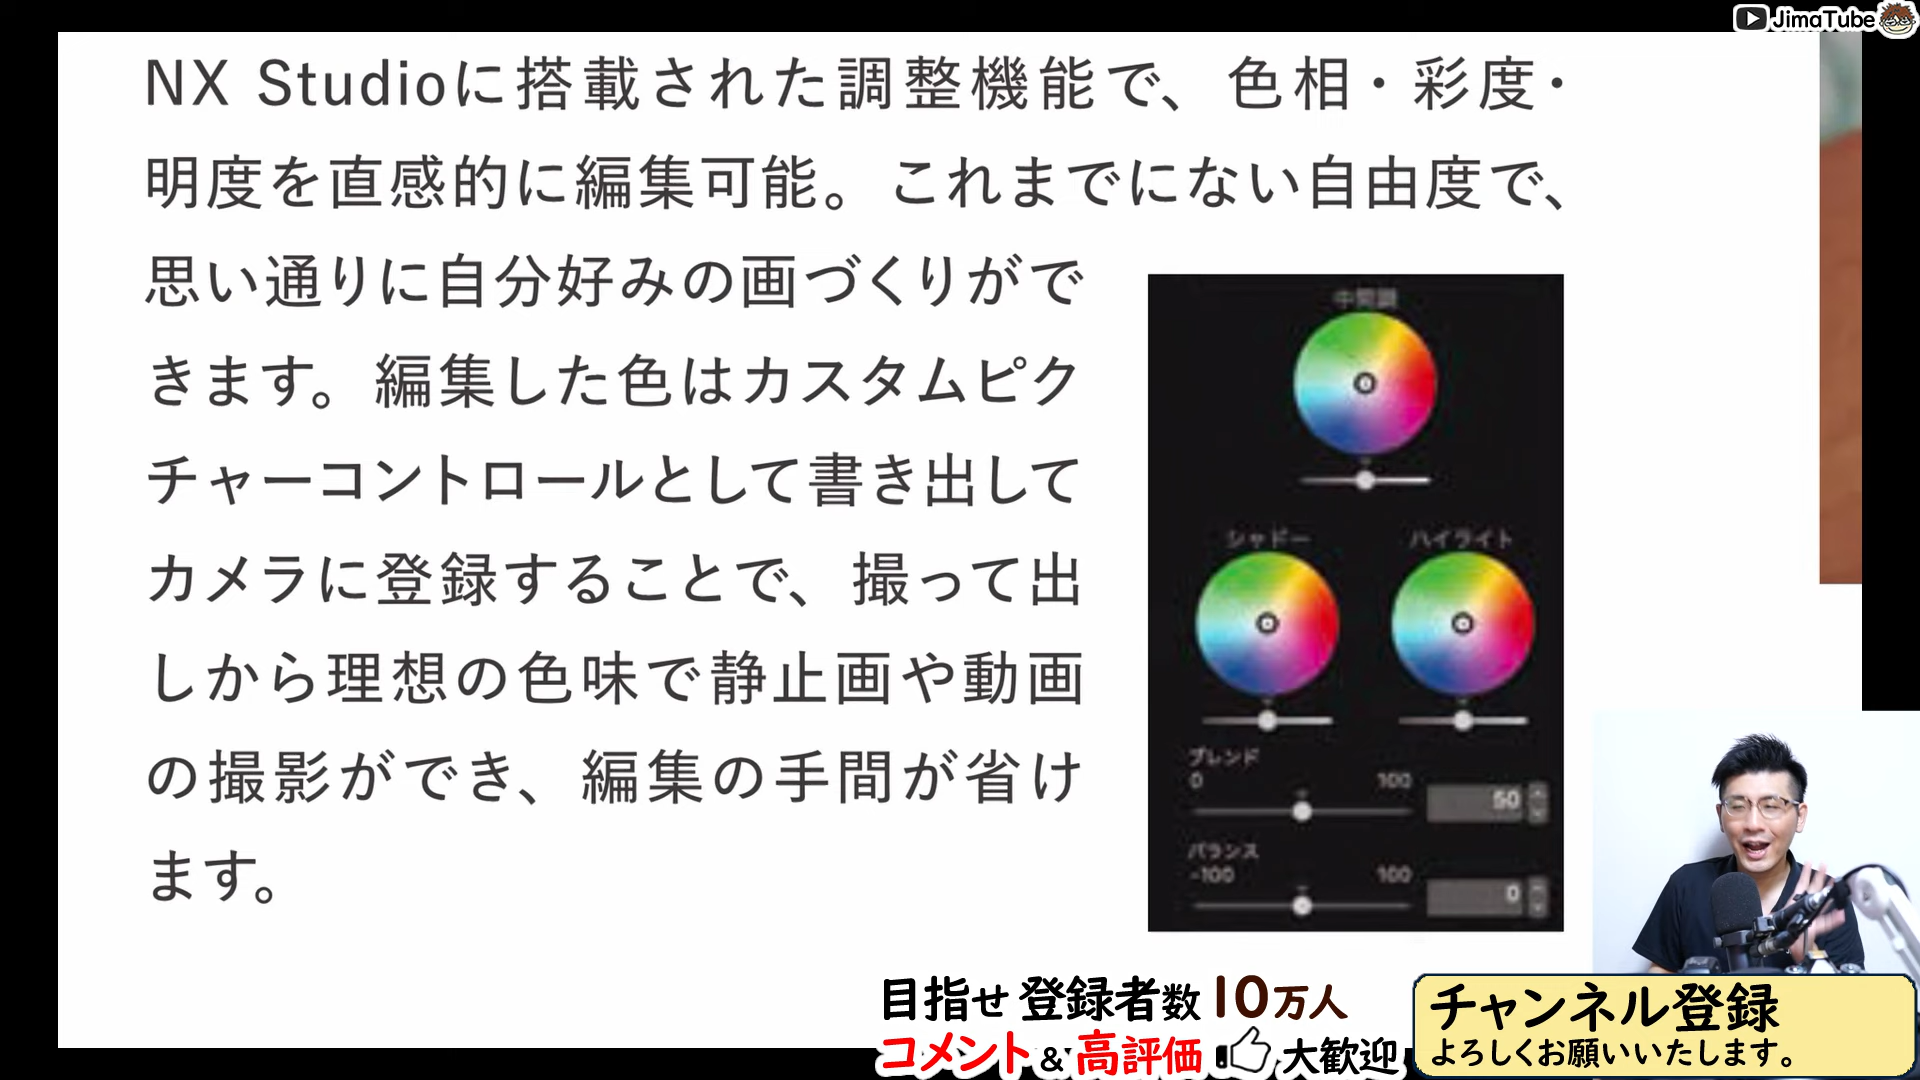 JimaTube
NX Studioに搭載された調整機能で、色相・彩度・
明度を直感的に編集可能。これまでにない自由度で、
思い通りに自分好みの画づくりがで
きます。編集した色はカスタムピク
チャーコントロールとして書き出して
カメラに登録することで、撮って出
しから理想の色味で静止画や動画
の撮影ができ、編集の手間が省け
ます。
中間調
シャドー ハイライト
ブレンド
0 100 50
バランス
-100 100 0
目指せ 登録者数 10万人
コメント & 高評価 大歓迎
チャンネル登録
よろしくお願いいたします。